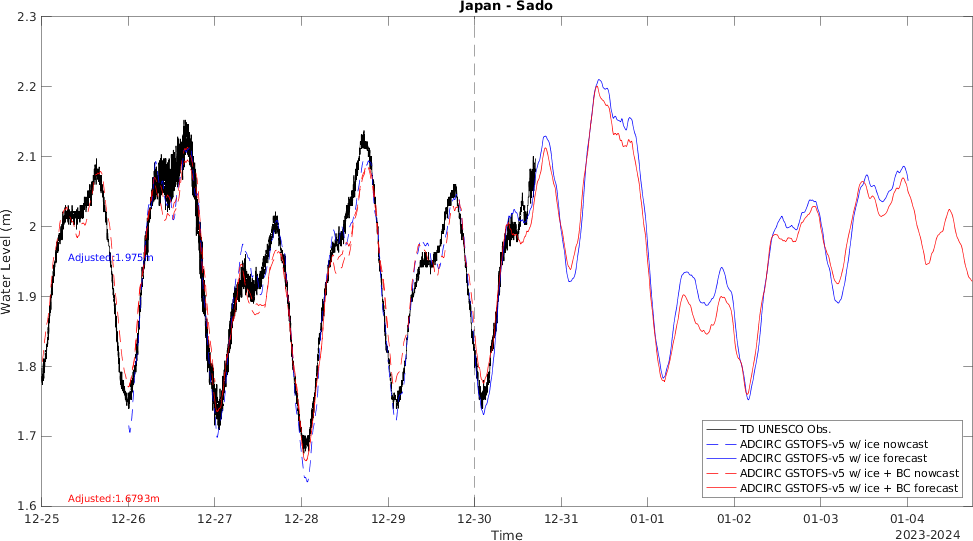 Japan - Sado
2.3
2.2
2.1
2
1.9
1.8
1.7
1.6
Water Level (m)
Adjusted:1.975m
Adjusted:1.6793m
TD UNESCO Obs.
ADCIRC GSTOFS-v5 w/ ice nowcast
ADCIRC GSTOFS-v5 w/ ice forecast
ADCIRC GSTOFS-v5 w/ ice + BC nowcast
ADCIRC GSTOFS-v5 w/ ice + BC forecast
12-25 12-26 12-27 12-28 12-29 12-30 12-31 01-01 01-02 01-03 01-04
Time
2023-2024